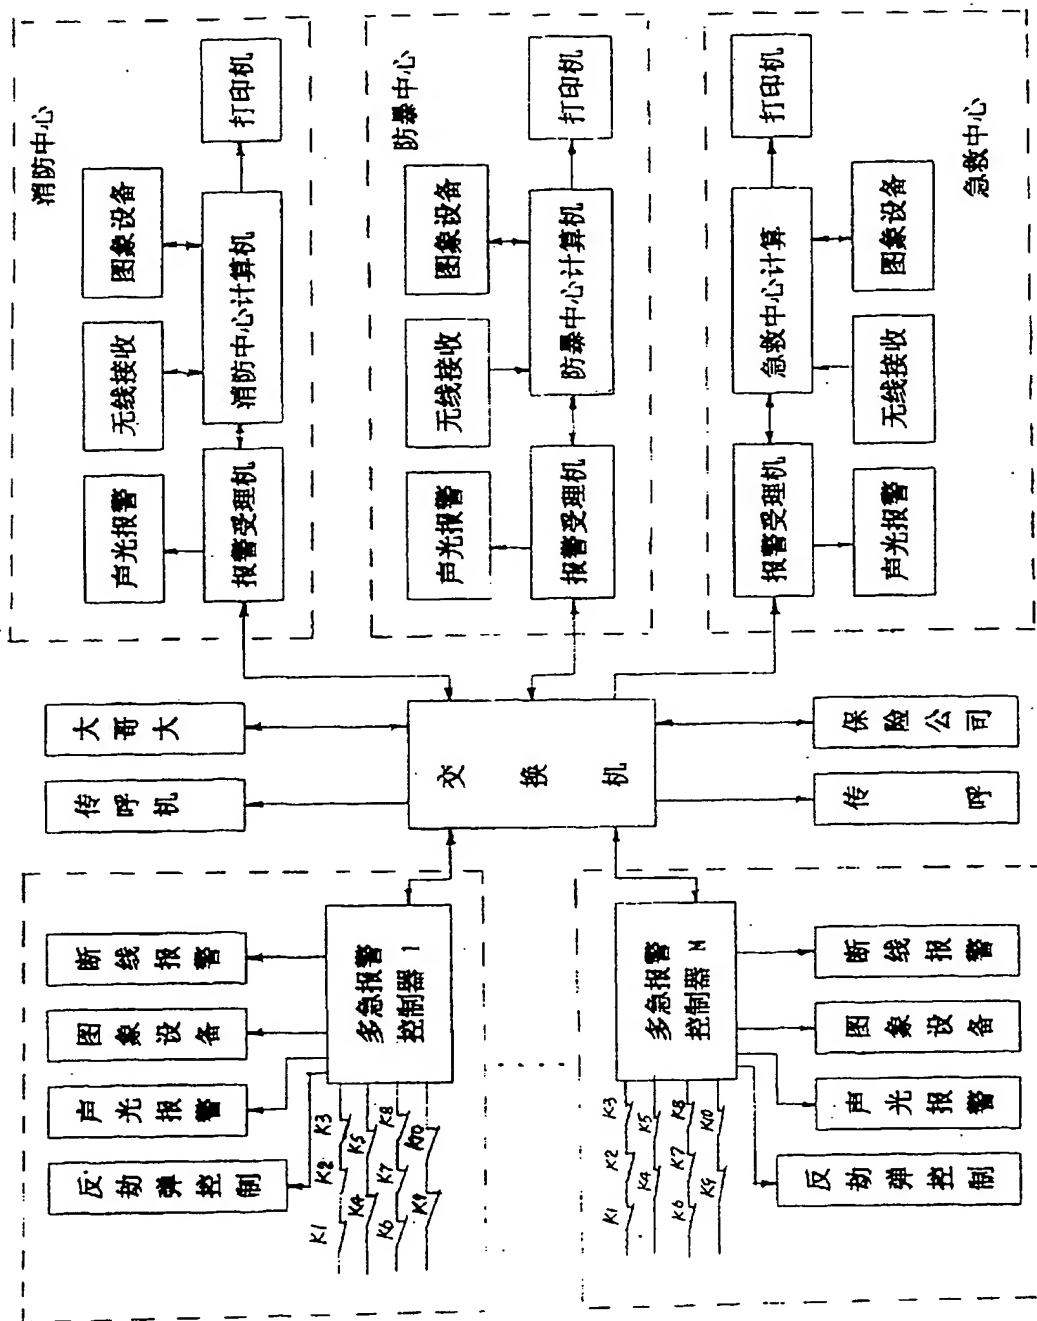 反劫弹控制
声光报警
图象设备
断线报警
K1 K2 K3
K4 K5
K6 K7 K8
K9 K10
多急报警
控制器 1
传呼机
大哥大
消防中心
声光报警
无线接收
图象设备
报警受理机
消防中心计算机
打印机
交换机
防暴中心
声光报警
无线接收
图象设备
报警受理机
防暴中心计算机
打印机
K1 K2 K3
K4 K5
K6 K7 K8
K9 K10
多急报警
控制器 N
反劫弹控制
声光报警
图象设备
断线报警
传呼
保险公司
报警受理机
急救中心计算
打印机
声光报警
无线接收
图象设备
急救中心